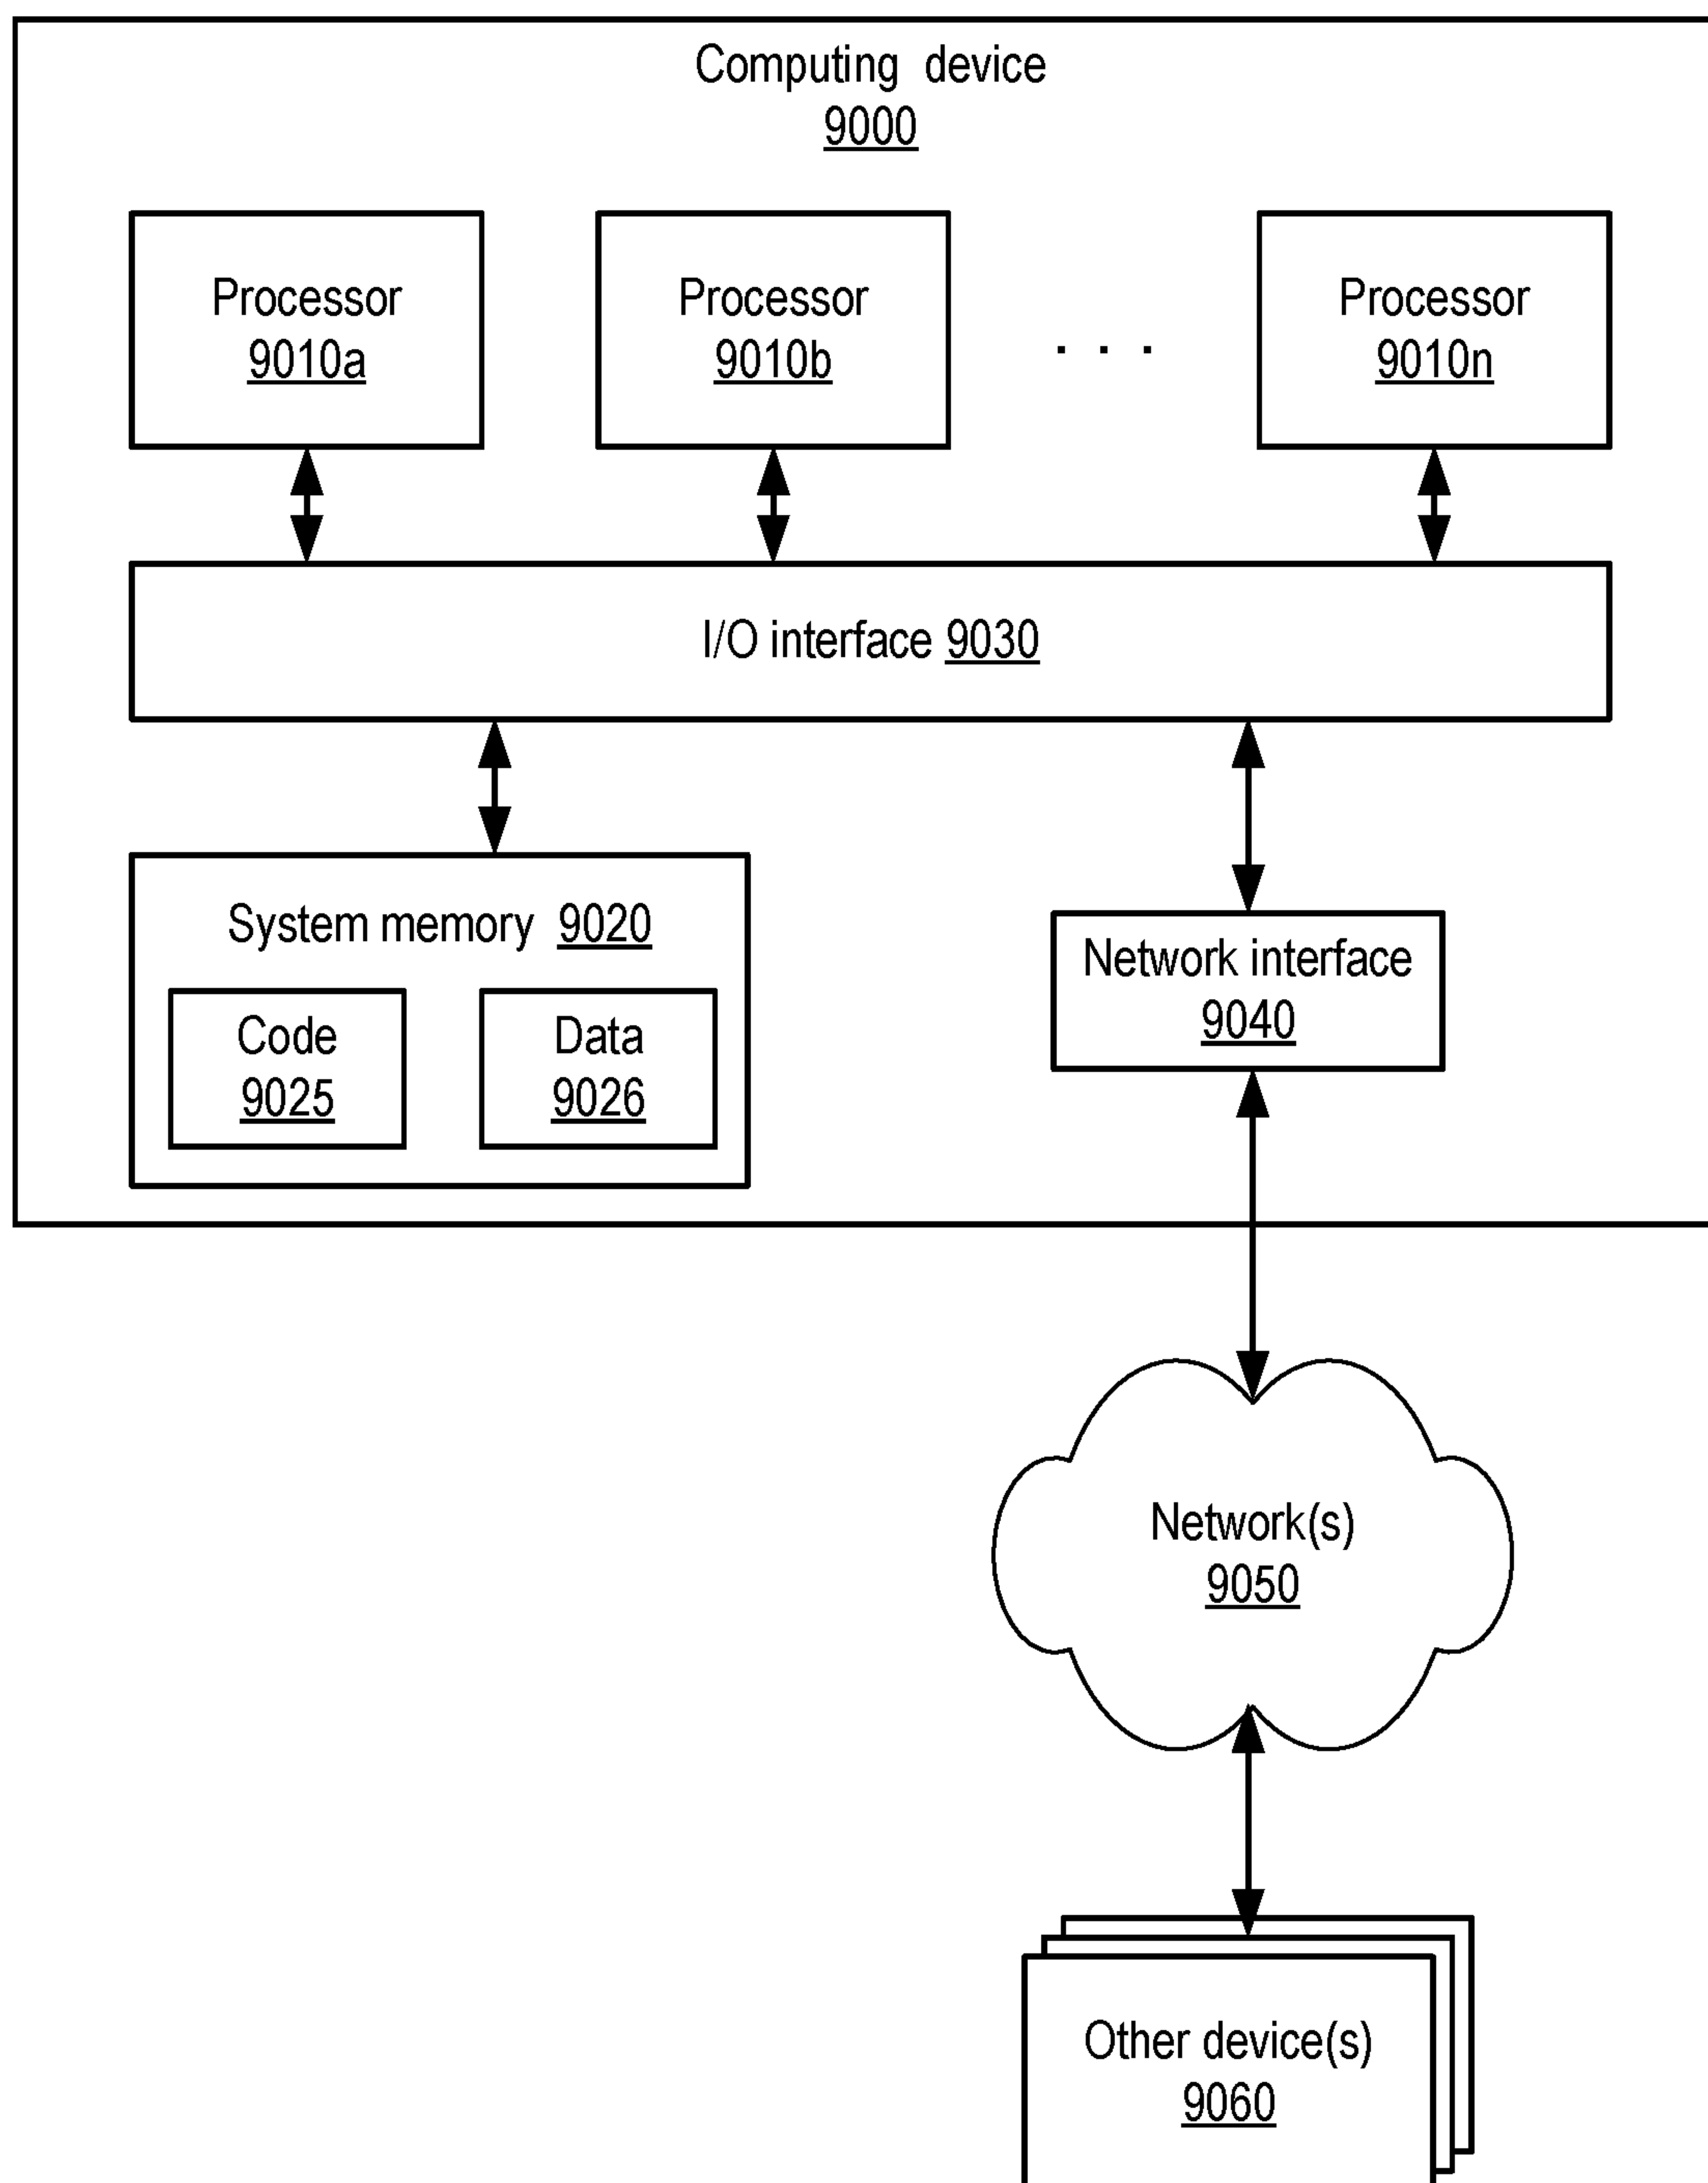 Computing device
9000
Processor
9010a
Processor
9010b
. . .
Processor
9010n
I/O interface 9030
System memory 9020
Code
9025
Data
9026
Network interface
9040
Network(s)
9050
Other device(s)
9060